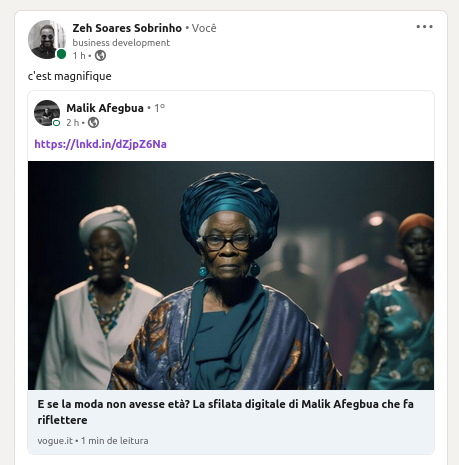 Zeh Soares Sobrinho • Você
business development
1 h •
c'est magnifique
Malik Afegbua • 1º
2 h •
https://lnkd.in/dZjpZ6Na
E se la moda non avesse età? La sfilata digitale di Malik Afegbua che fa
riflettere
vogue.it • 1 min de leitura